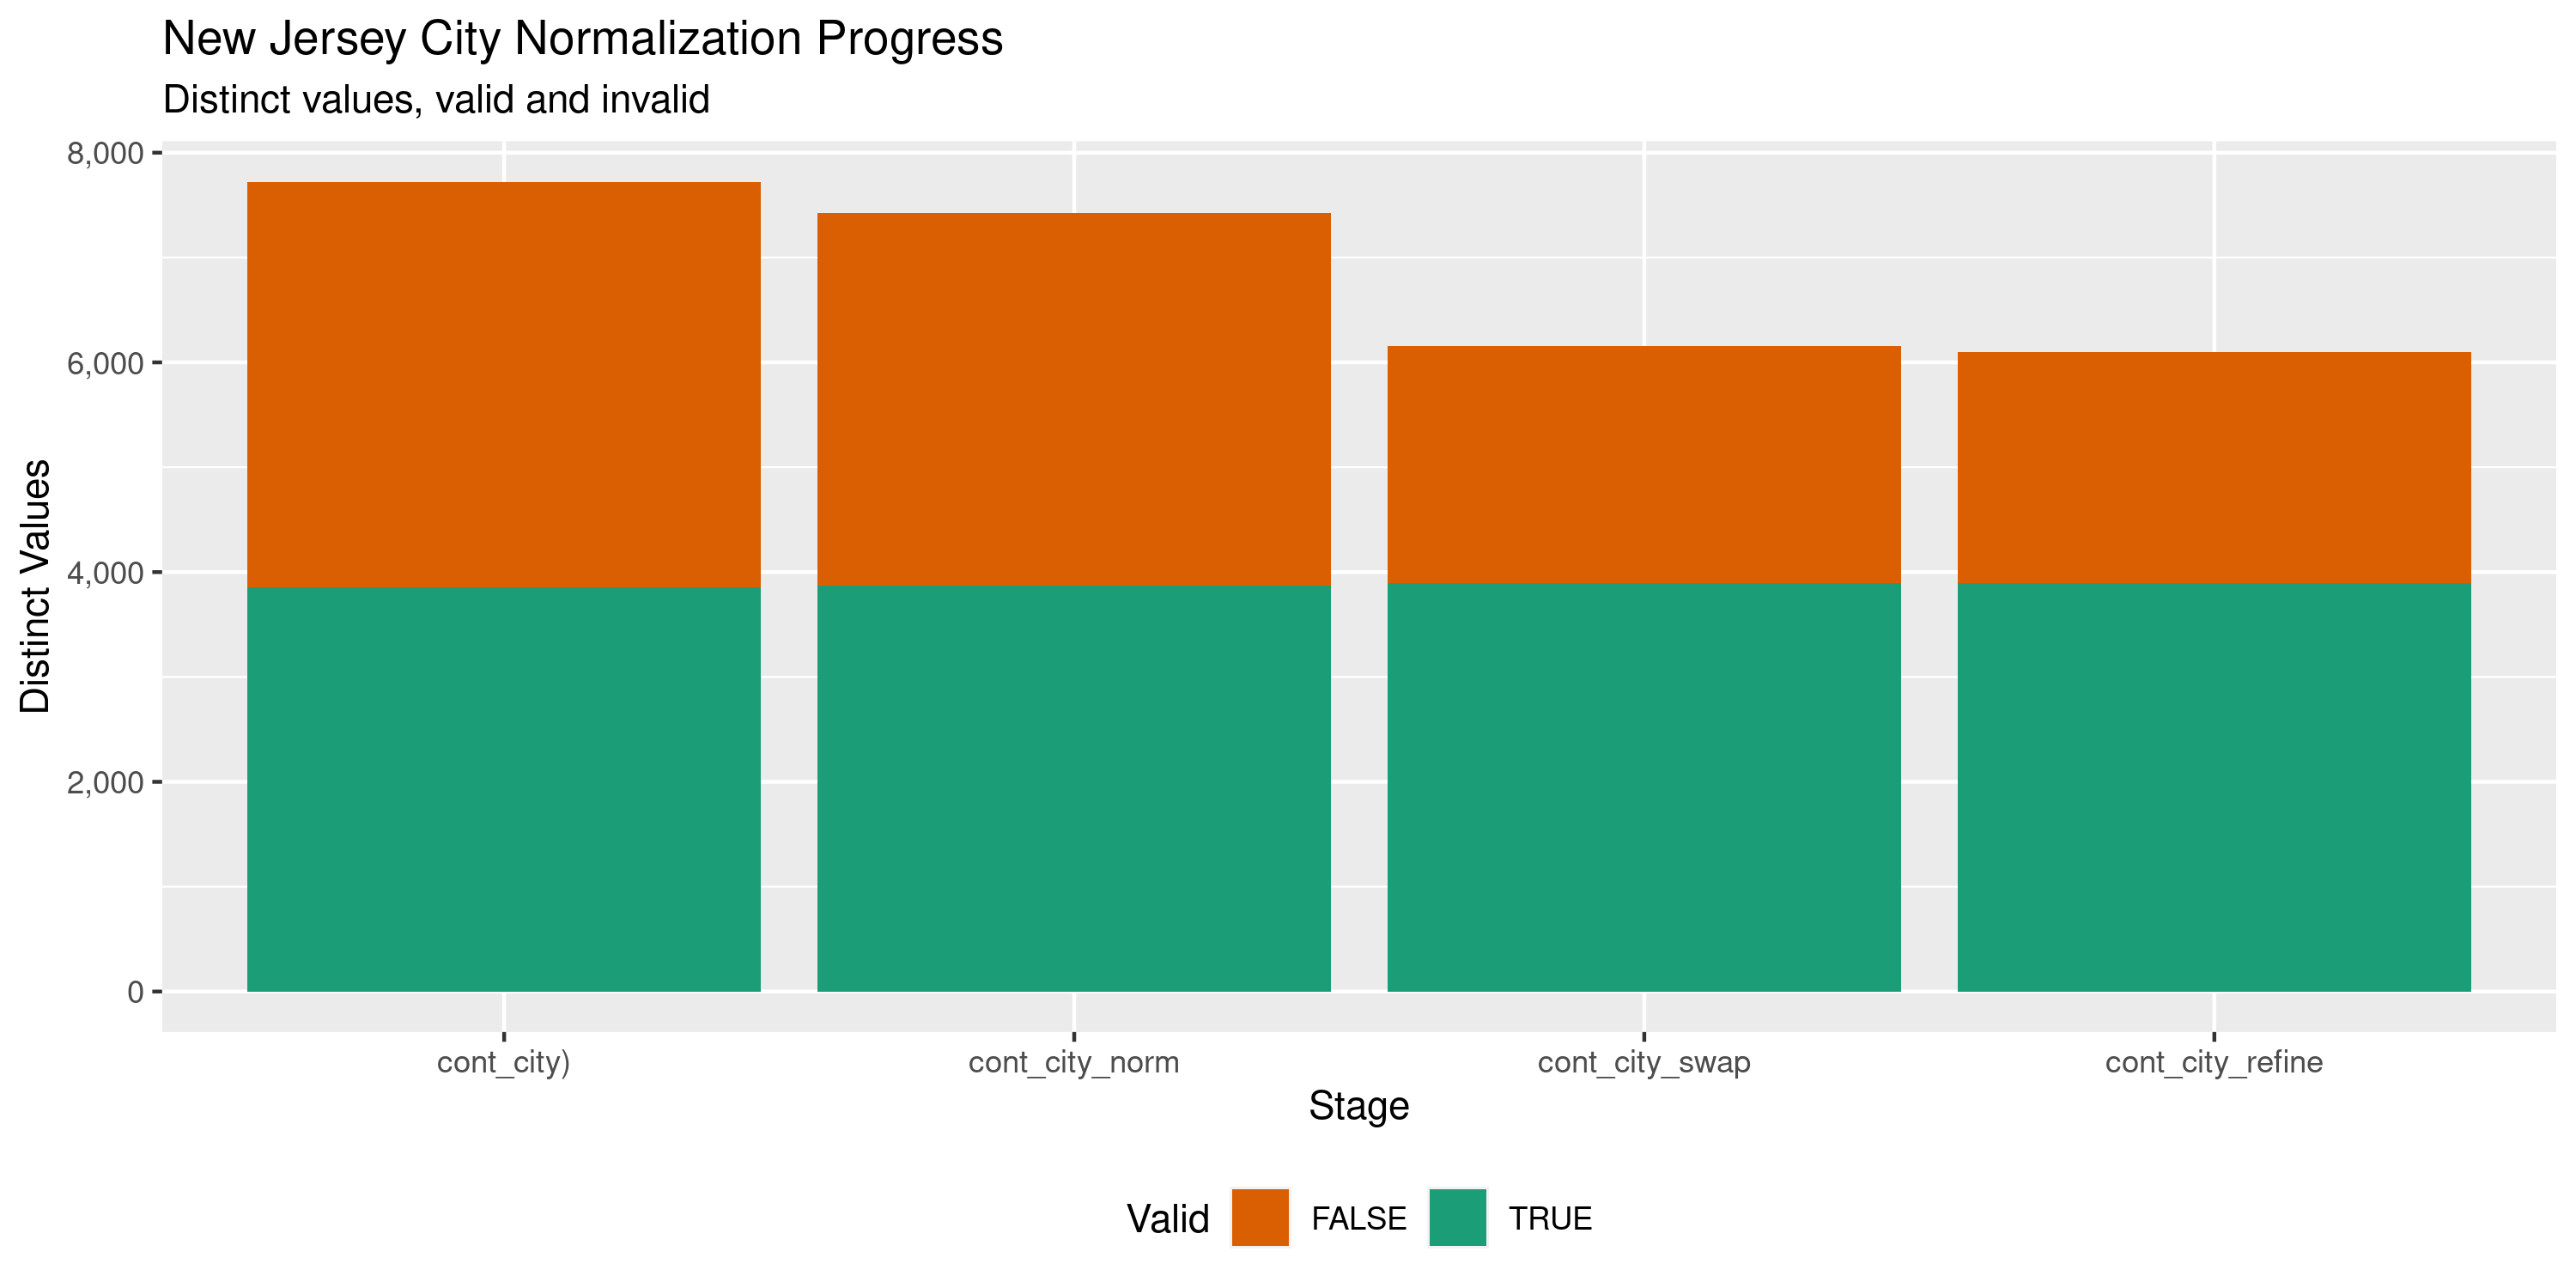 New Jersey City Normalization Progress
Distinct values, valid and invalid
Distinct Values
8,000
6,000
4,000
2,000
0
cont_city)
cont_city_norm
cont_city_swap
cont_city_refine
Stage
Valid
FALSE
TRUE